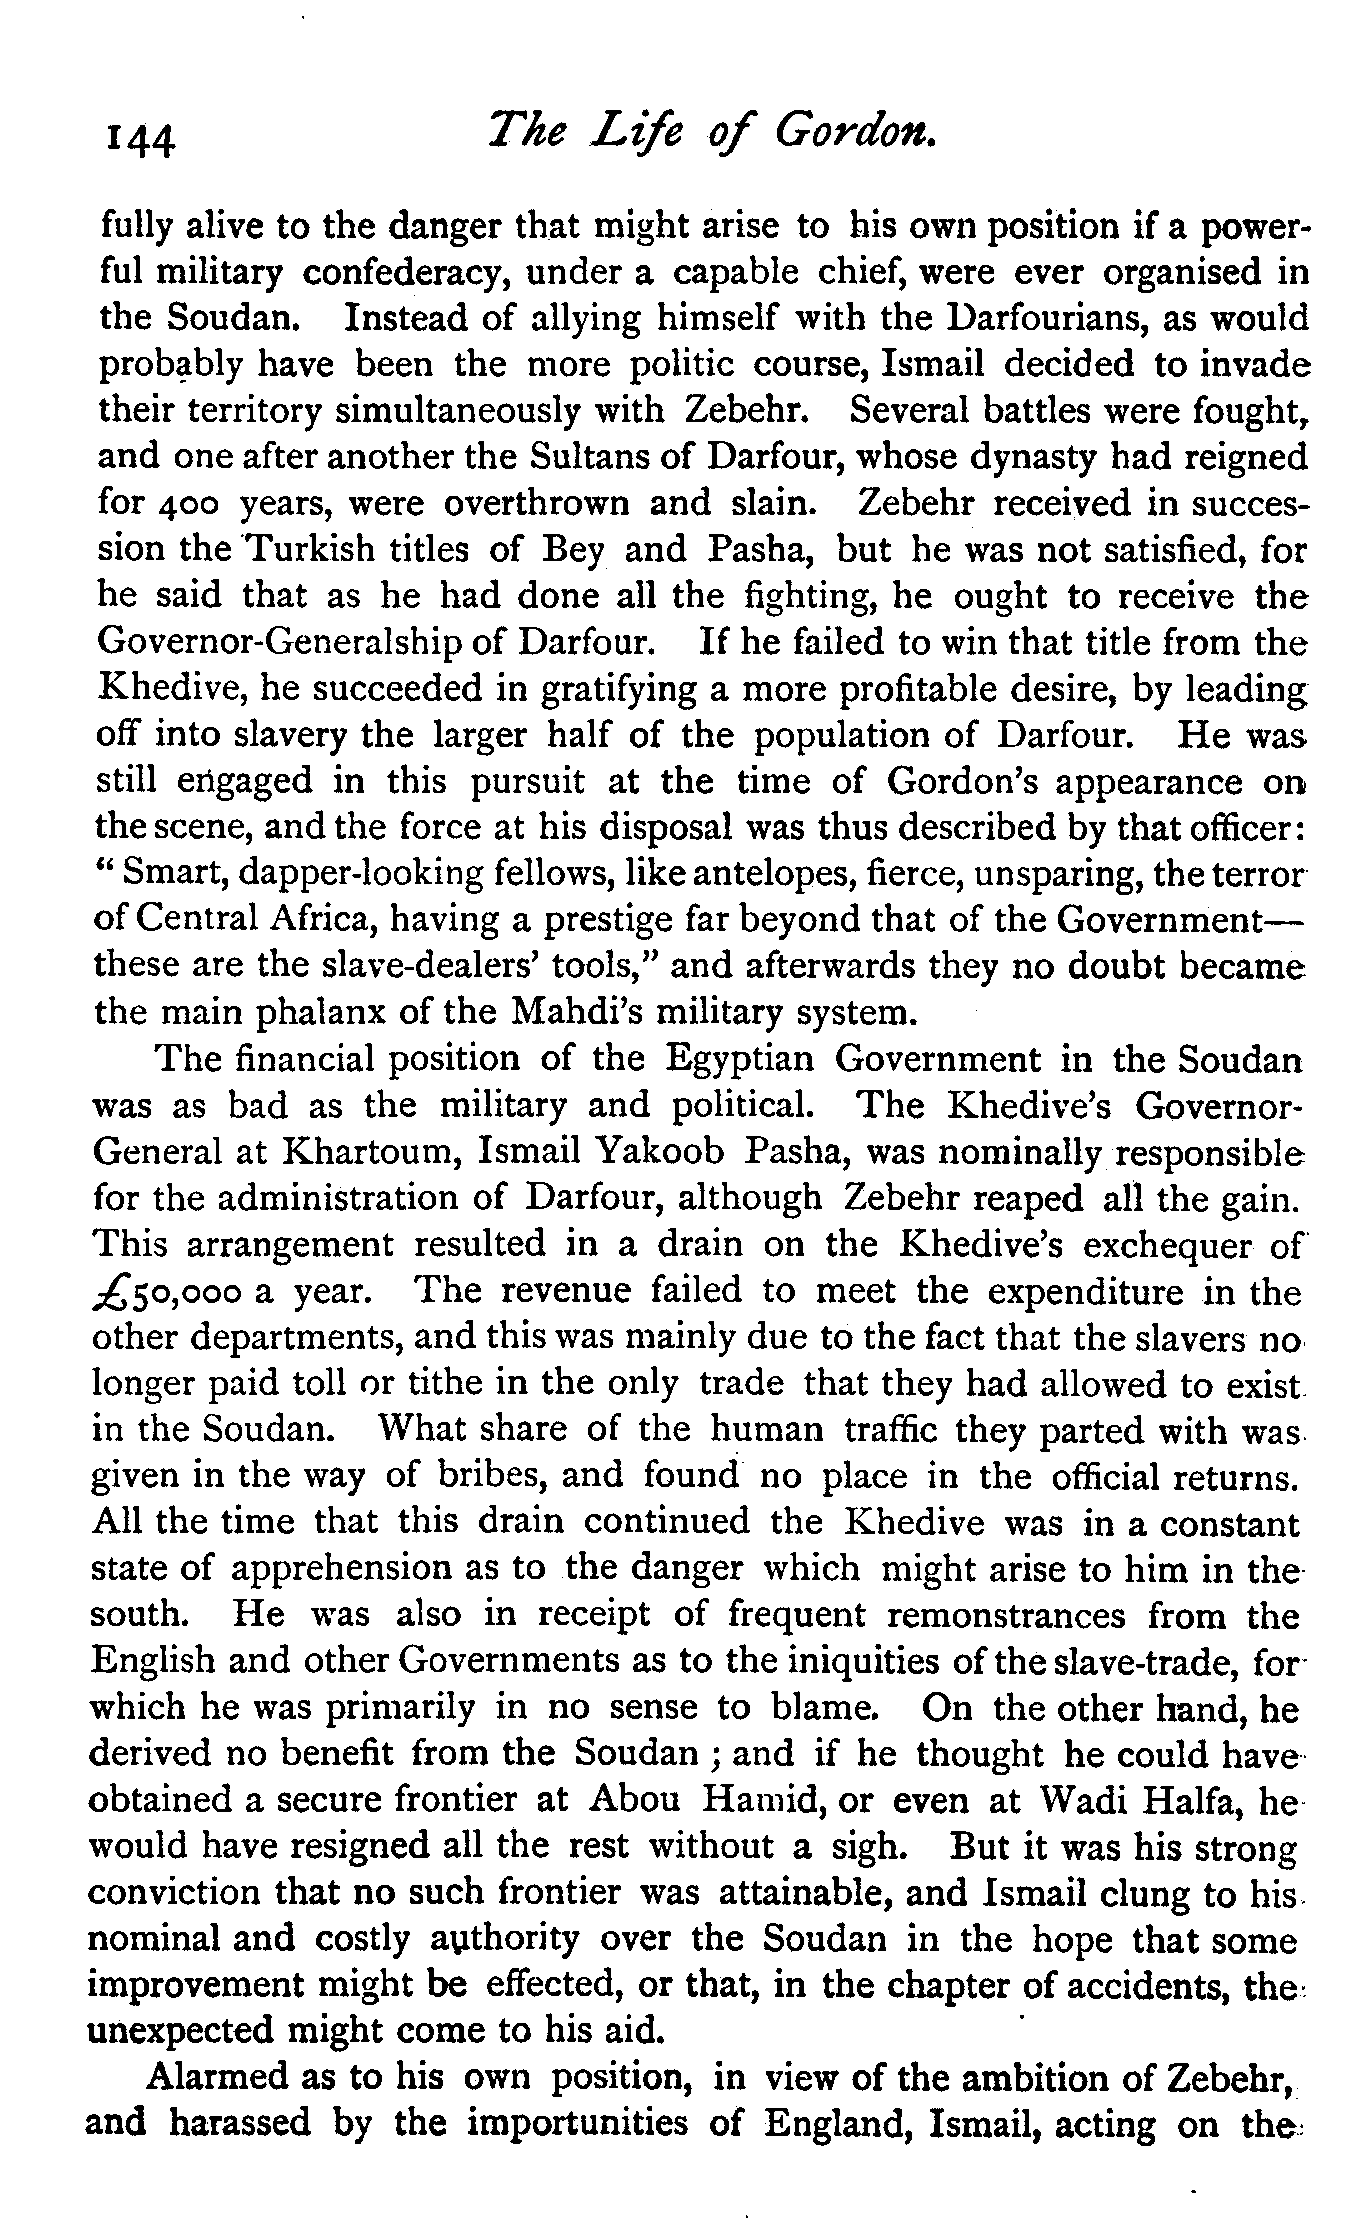 144 The Life of Gordon.
fully alive to the danger that might arise to his own position if a power-
ful military confederacy, under a capable chief, were ever organised in
the Soudan. Instead of allying himself with the Darfourians, as would
probably have been the more politic course, Ismail decided to invade
their territory simultaneously with Zebehr. Several battles were fought,
and one after another the Sultans of Darfour, whose dynasty had reigned
for 400 years, were overthrown and slain. Zebehr received in succes-
sion the Turkish titles of Bey and Pasha, but he was not satisfied, for
he said that as he had done all the fighting, he ought to receive the
Governor-Generalship of Darfour. If he failed to win that title from the
Khedive, he succeeded in gratifying a more profitable desire, by leading
off into slavery the larger half of the population of Darfour. He was
still engaged in this pursuit at the time of Gordon's appearance on
the scene, and the force at his disposal was thus described by that officer:
“ Smart, dapper-looking fellows, like antelopes, fierce, unsparing, the terror
of Central Africa, having a prestige far beyond that of the Government—
these are the slave-dealers' tools,” and afterwards they no doubt became
the main phalanx of the Mahdi's military system.
The financial position of the Egyptian Government in the Soudan
was as bad as the military and political. The Khedive's Governor-
General at Khartoum, Ismail Yakoob Pasha, was nominally responsible
for the administration of Darfour, although Zebehr reaped all the gain.
This arrangement resulted in a drain on the Khedive's exchequer of
£50,000 a year. The revenue failed to meet the expenditure in the
other departments, and this was mainly due to the fact that the slavers no
longer paid toll or tithe in the only trade that they had allowed to exist
in the Soudan. What share of the human traffic they parted with was
given in the way of bribes, and found no place in the official returns.
All the time that this drain continued the Khedive was in a constant
state of apprehension as to the danger which might arise to him in the
south. He was also in receipt of frequent remonstrances from the
English and other Governments as to the iniquities of the slave-trade, for
which he was primarily in no sense to blame. On the other hand, he
derived no benefit from the Soudan ; and if he thought he could have
obtained a secure frontier at Abou Hamid, or even at Wadi Halfa, he
would have resigned all the rest without a sigh. But it was his strong
conviction that no such frontier was attainable, and Ismail clung to his
nominal and costly authority over the Soudan in the hope that some
improvement might be effected, or that, in the chapter of accidents, the
unexpected might come to his aid.
Alarmed as to his own position, in view of the ambition of Zebehr,
and harassed by the importunities of England, Ismail, acting on the